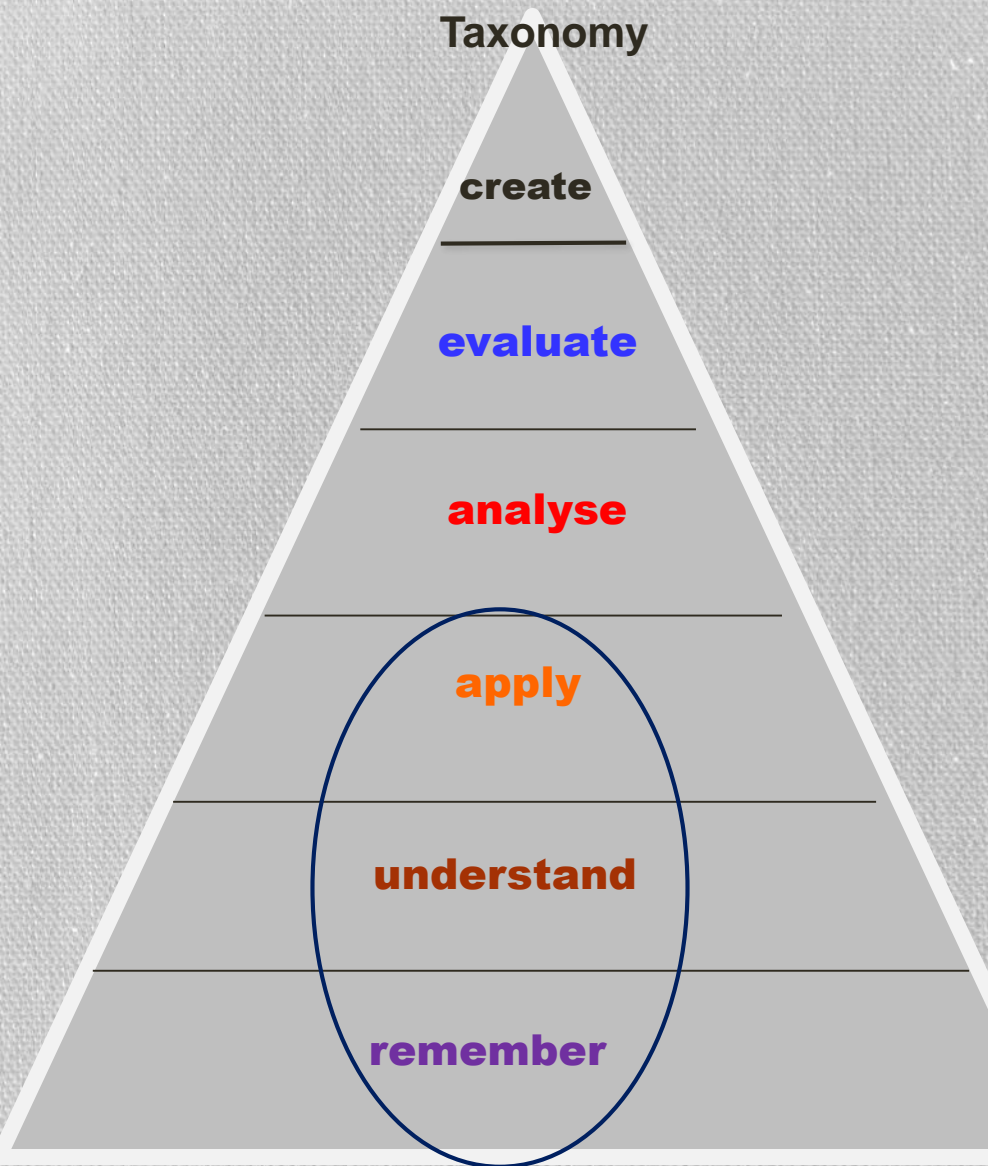 Taxonomy
create
evaluate
analyse
apply
understand
remember